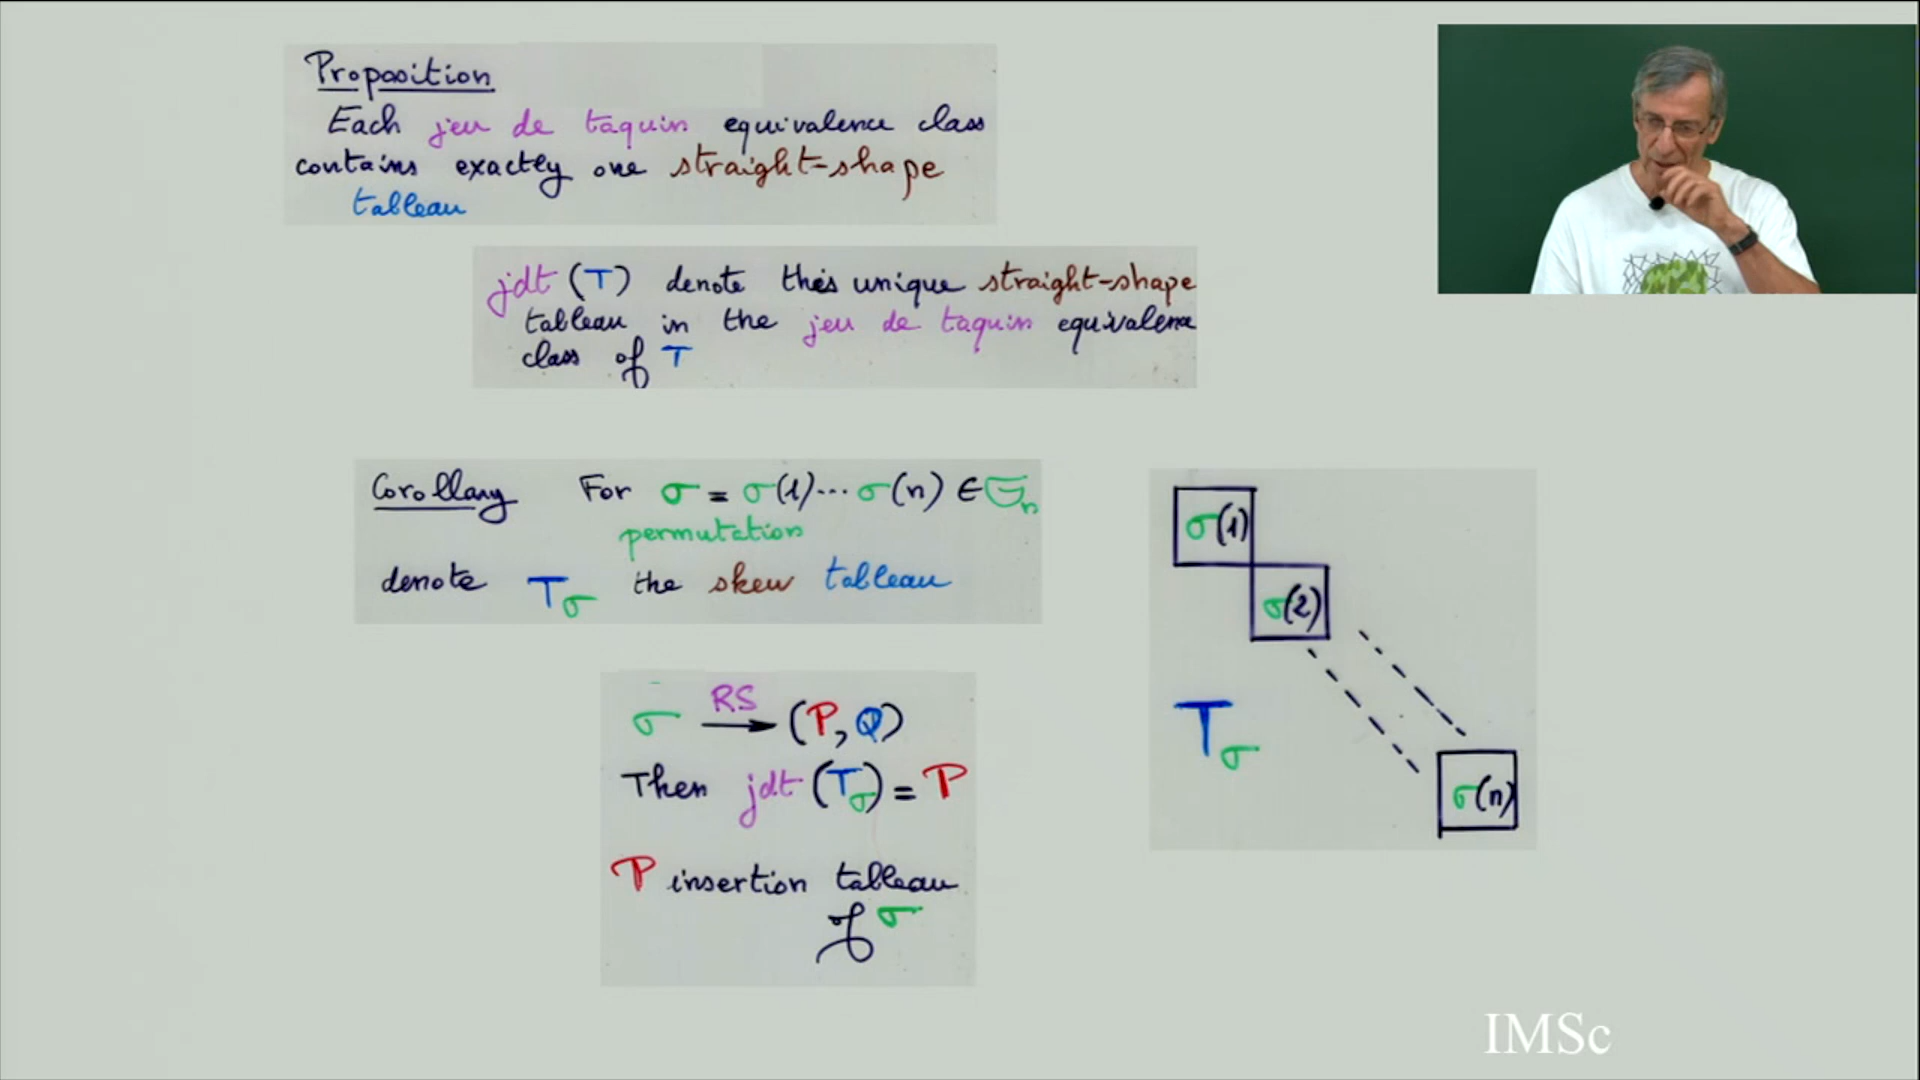 Proposition
Each jeu de taquin equivalence class
contains exactly one straight-shape
tableau
jdt (T) denote this unique straight-shape
tableau in the jeu de taquin equivalence
class of T
Corollary For σ = σ(1)···σ(n) ∈ 𝔖n
permutation
denote Tσ the skew tableau
σ(1)
σ(2)
Tσ
σ(n)
σ RS→ (P, Q)
Then jdt (Tσ) = P
P insertion tableau
of σ
IMSc